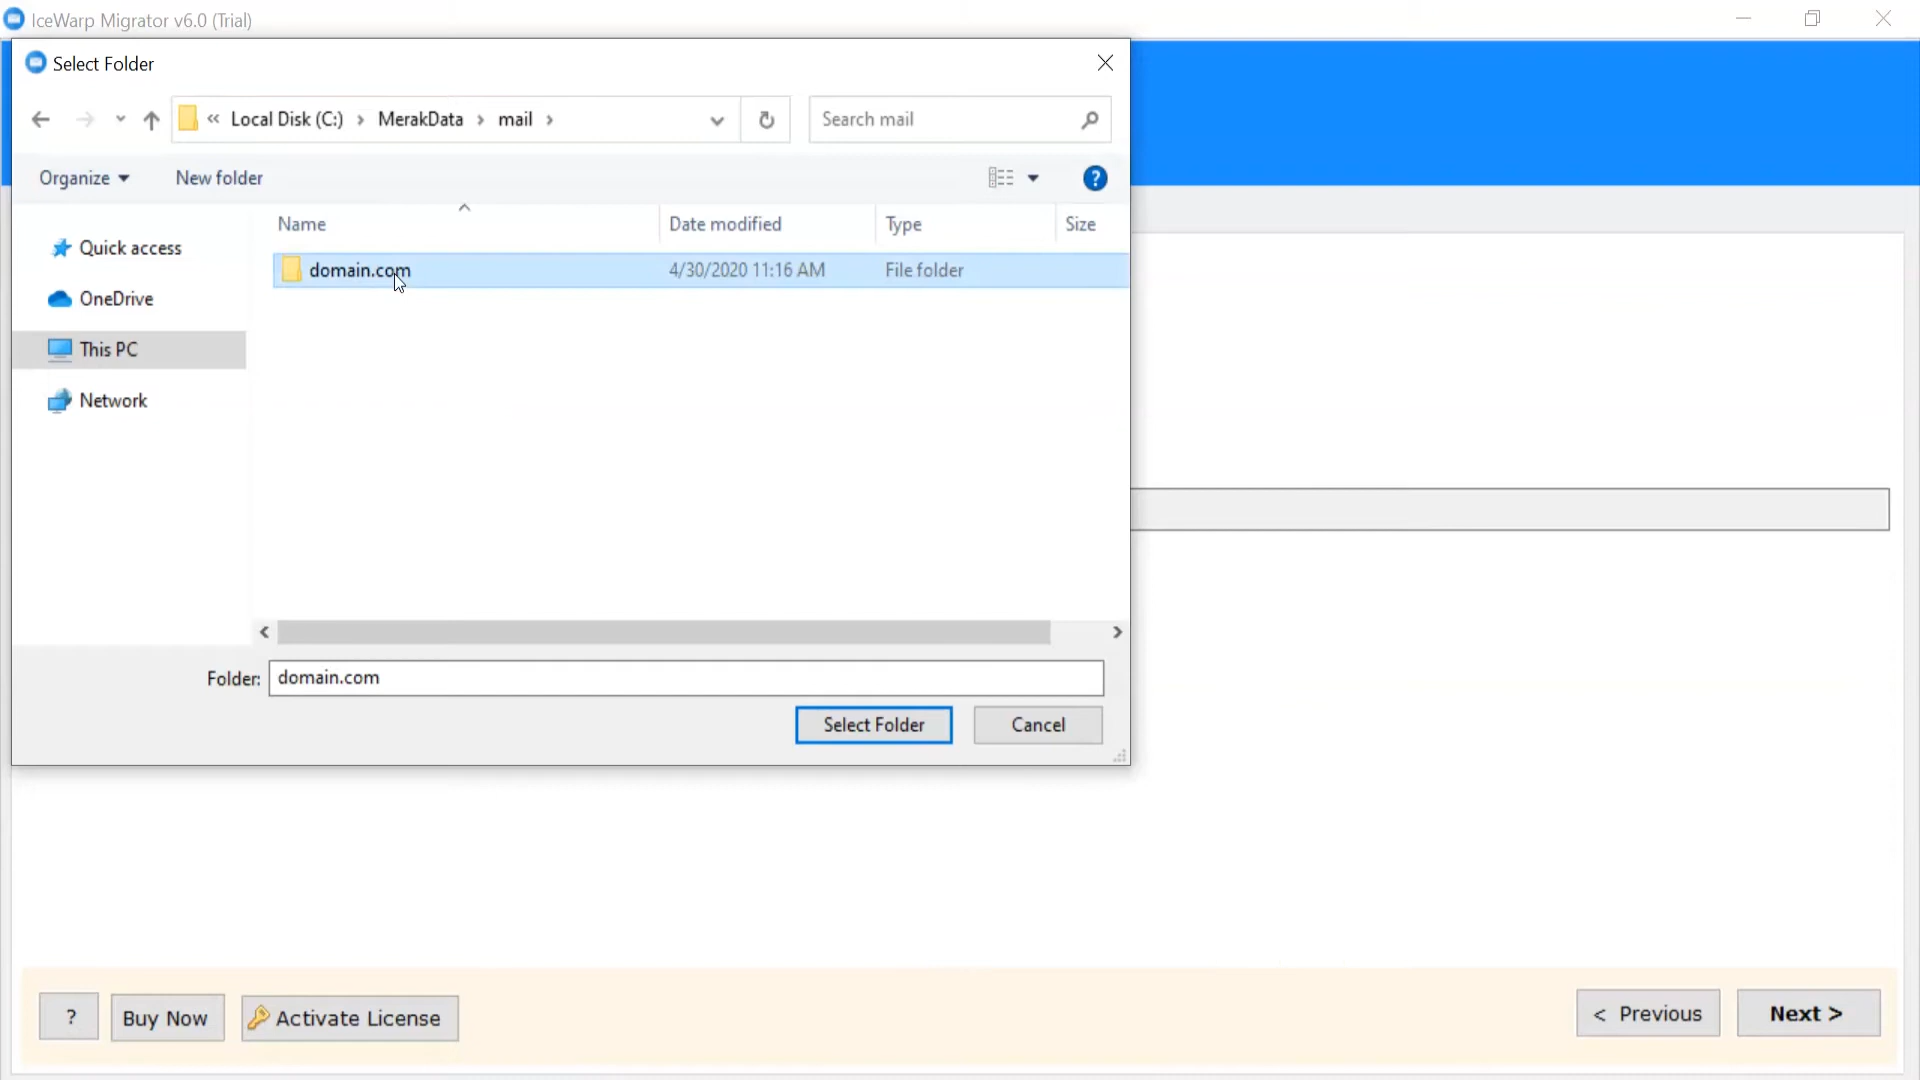 IceWarp Migrator v6.0 (Trial)
Select Folder
« Local Disk (C:) › MerakData › mail ›
Search mail
Organize
New folder
?
Name
Date modified
Type
Size
Quick access
OneDrive
This PC
Network
domain.com
4/30/2020 11:16 AM
File folder
Folder:
domain.com
Select Folder
Cancel
?
Buy Now
Activate License
< Previous
Next >